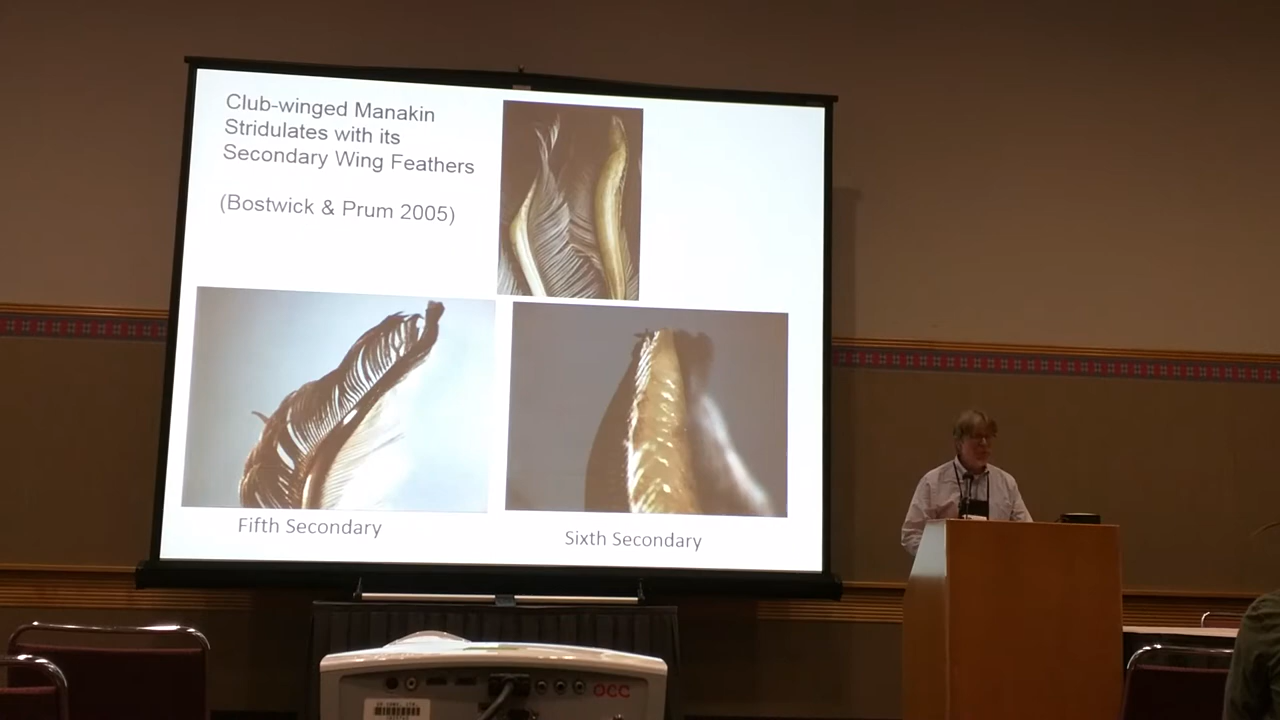 Club-winged Manakin
Stridulates with its
Secondary Wing Feathers
(Bostwick & Prum 2005)
Fifth Secondary
Sixth Secondary
OCC